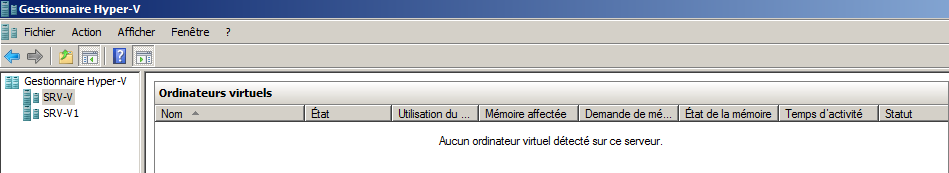 Gestionnaire Hyper-V
Fichier Action Afficher Fenêtre ?
Gestionnaire Hyper-V
SRV-V
SRV-V1
Ordinateurs virtuels
Nom État Utilisation du ... Mémoire affectée Demande de mé... État de la mémoire Temps d'activité Statut
Aucun ordinateur virtuel détecté sur ce serveur.